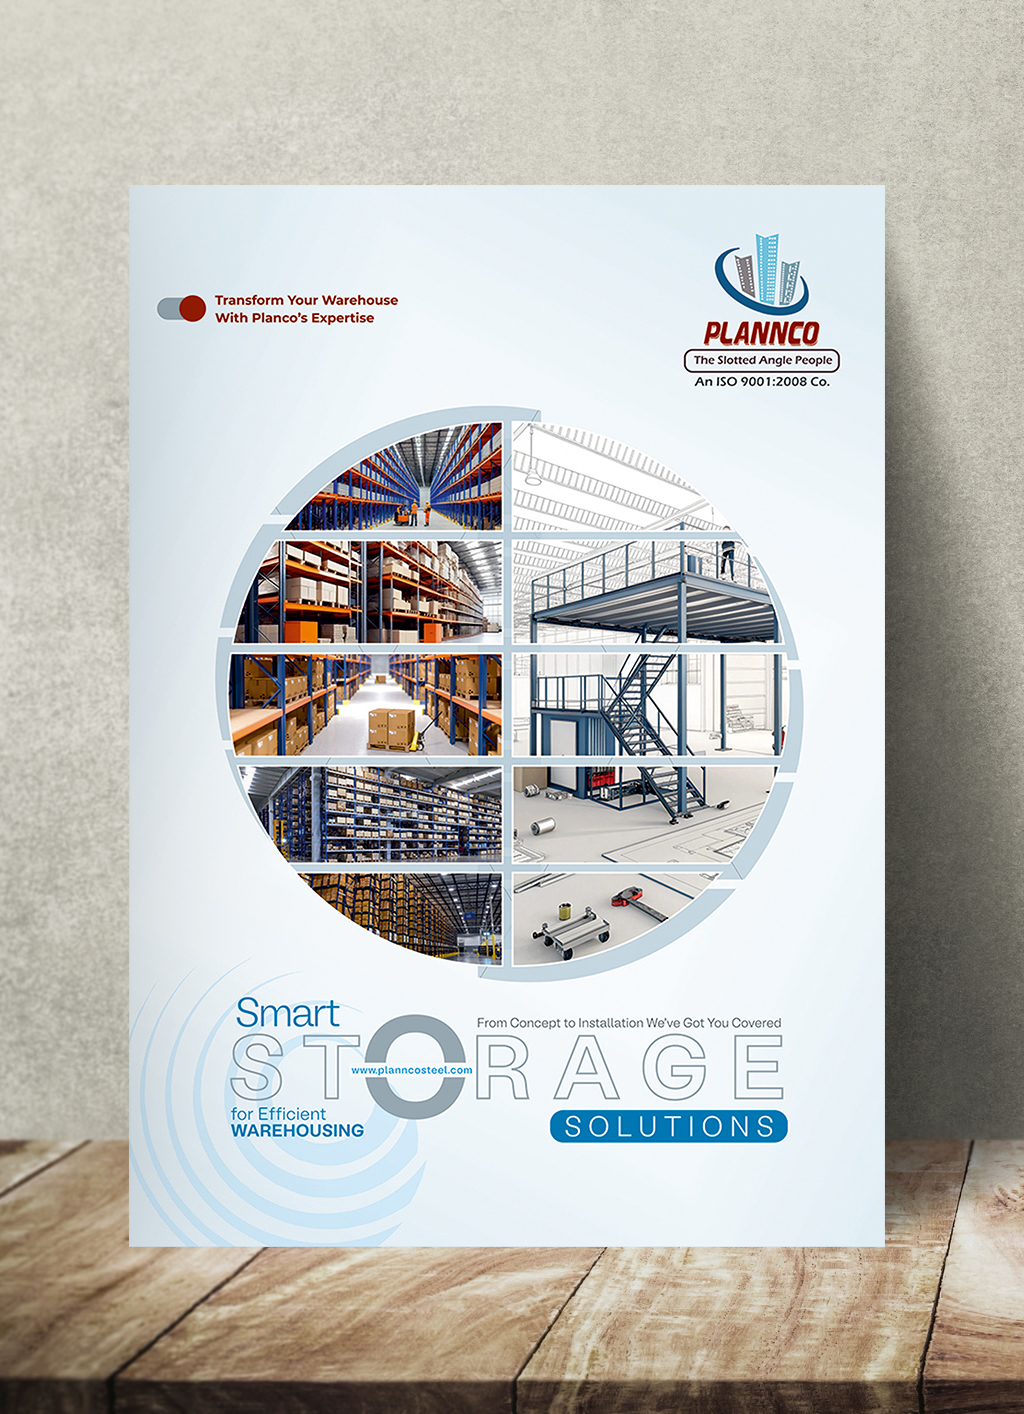 Transform Your Warehouse
With Planco's Expertise
PLANNCO
The Slotted Angle People
An ISO 9001:2008 Co.
Smart
From Concept to Installation We've Got You Covered
STORAGE
www.planncosteel.com
for Efficient
WAREHOUSING
SOLUTIONS